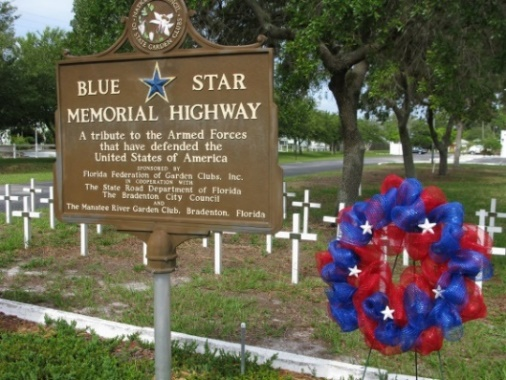 BLUE STAR
MEMORIAL HIGHWAY
A tribute to the Armed Forces
that have defended the
United States of America
SPONSORED BY
Florida Federation of Garden Clubs, Inc.
IN COOPERATION WITH
The State Road Department of Florida
The Bradenton City Council
AND
The Manatee River Garden Club, Bradenton, Florida